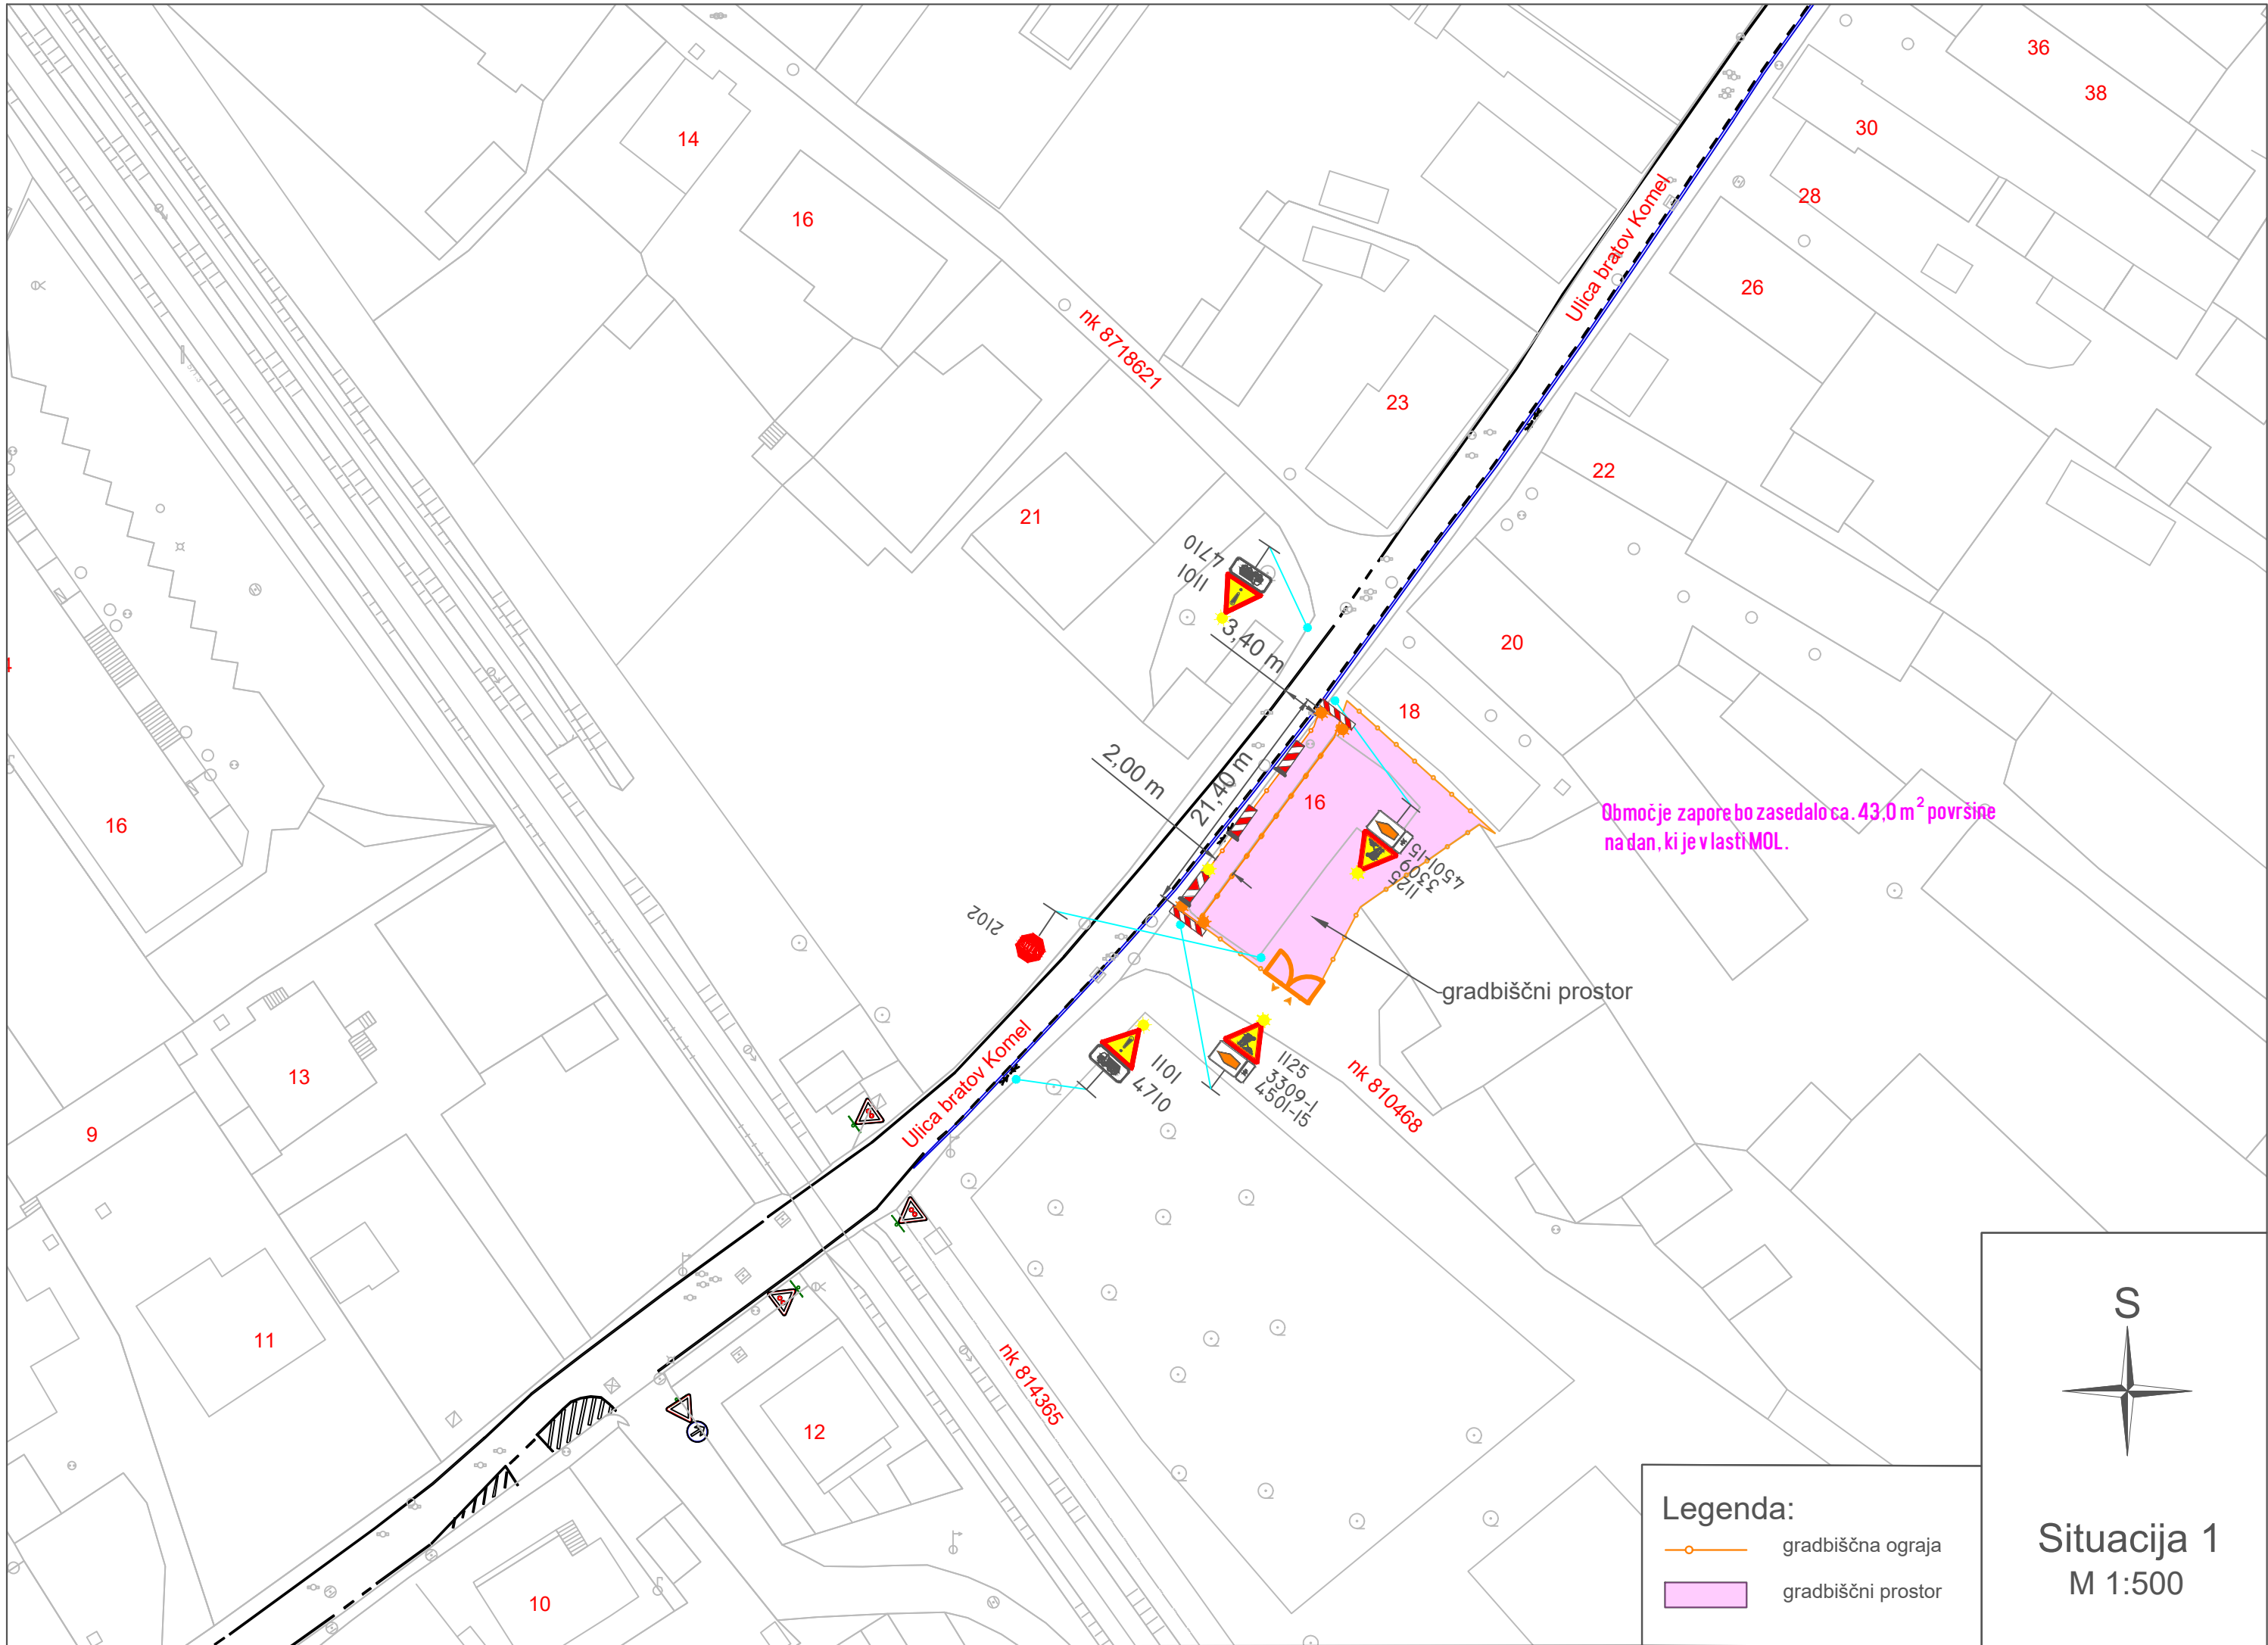 36
38
14
30
16
28
Ulica bratov Komel
26
nk 8718621
23
22
21
4710
1101
3,40 m
20
18
2,00 m
21,40 m
16
16
Območje zapore bo zasedalo ca. 43,0 m² površine
na dan, ki je v lasti MOL.
4501-15
3309
1125
2102
gradbiščni prostor
Ulica bratov Komel
1101
4710
1125
3309-1
4501-15
nk 810468
13
9
11
nk 814365
12
10
S
Situacija 1
M 1:500
Legenda:
gradbiščna ograja
gradbiščni prostor